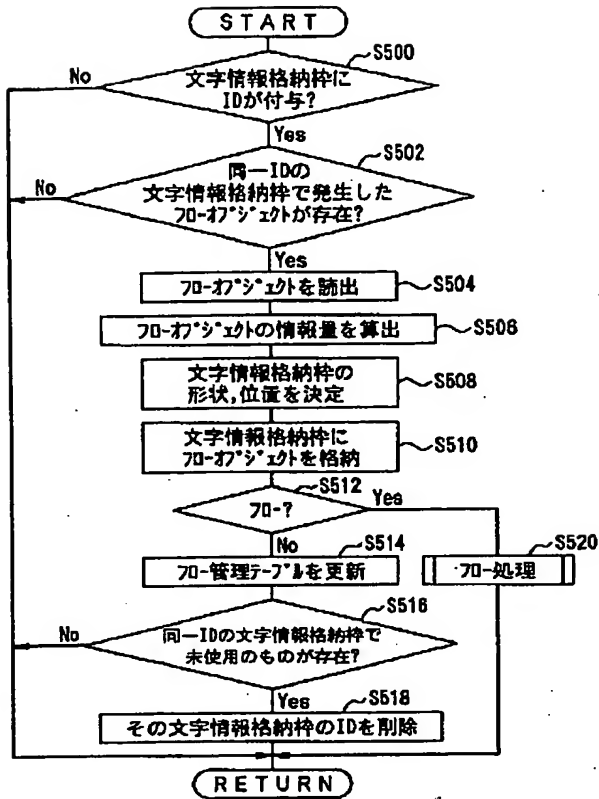 START
S500
No
文字情報格納枠に
IDが付与?
Yes
S502
同一IDの
No
文字情報格納枠で発生した
フローオブジェクトが存在?
Yes
フローオブジェクトを読出
S504
フローオブジェクトの情報量を算出
S506
文字情報格納枠の
形状,位置を決定
S508
文字情報格納枠に
フローオブジェクトを格納
S510
S512
フロー?
Yes
No
S514
フロー管理テーブルを更新
S520
フロー処理
S516
No
同一IDの文字情報格納枠で
未使用のものが存在?
Yes
S518
その文字情報格納枠のIDを削除
RETURN